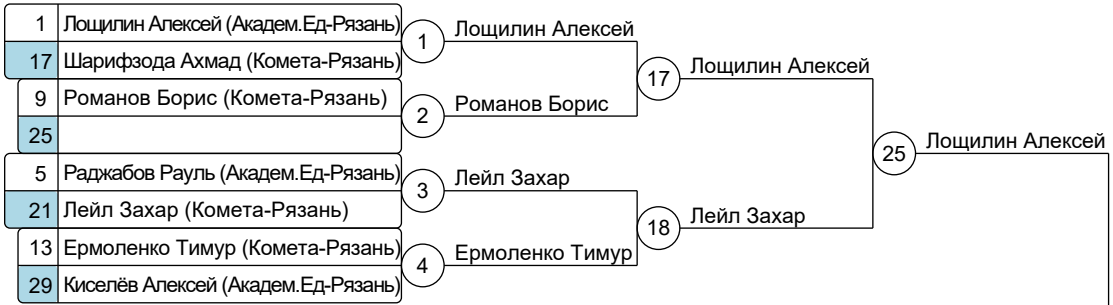 1 Лощилин Алексей (Академ.Ед-Рязань)
17 Шарифзода Ахмад (Комета-Рязань)
9 Романов Борис (Комета-Рязань)
25
5 Раджабов Рауль (Академ.Ед-Рязань)
21 Лейл Захар (Комета-Рязань)
13 Ермоленко Тимур (Комета-Рязань)
29 Киселёв Алексей (Академ.Ед-Рязань)
1 Лощилин Алексей
2 Романов Борис
3 Лейл Захар
4 Ермоленко Тимур
17 Лощилин Алексей
18 Лейл Захар
25 Лощилин Алексей